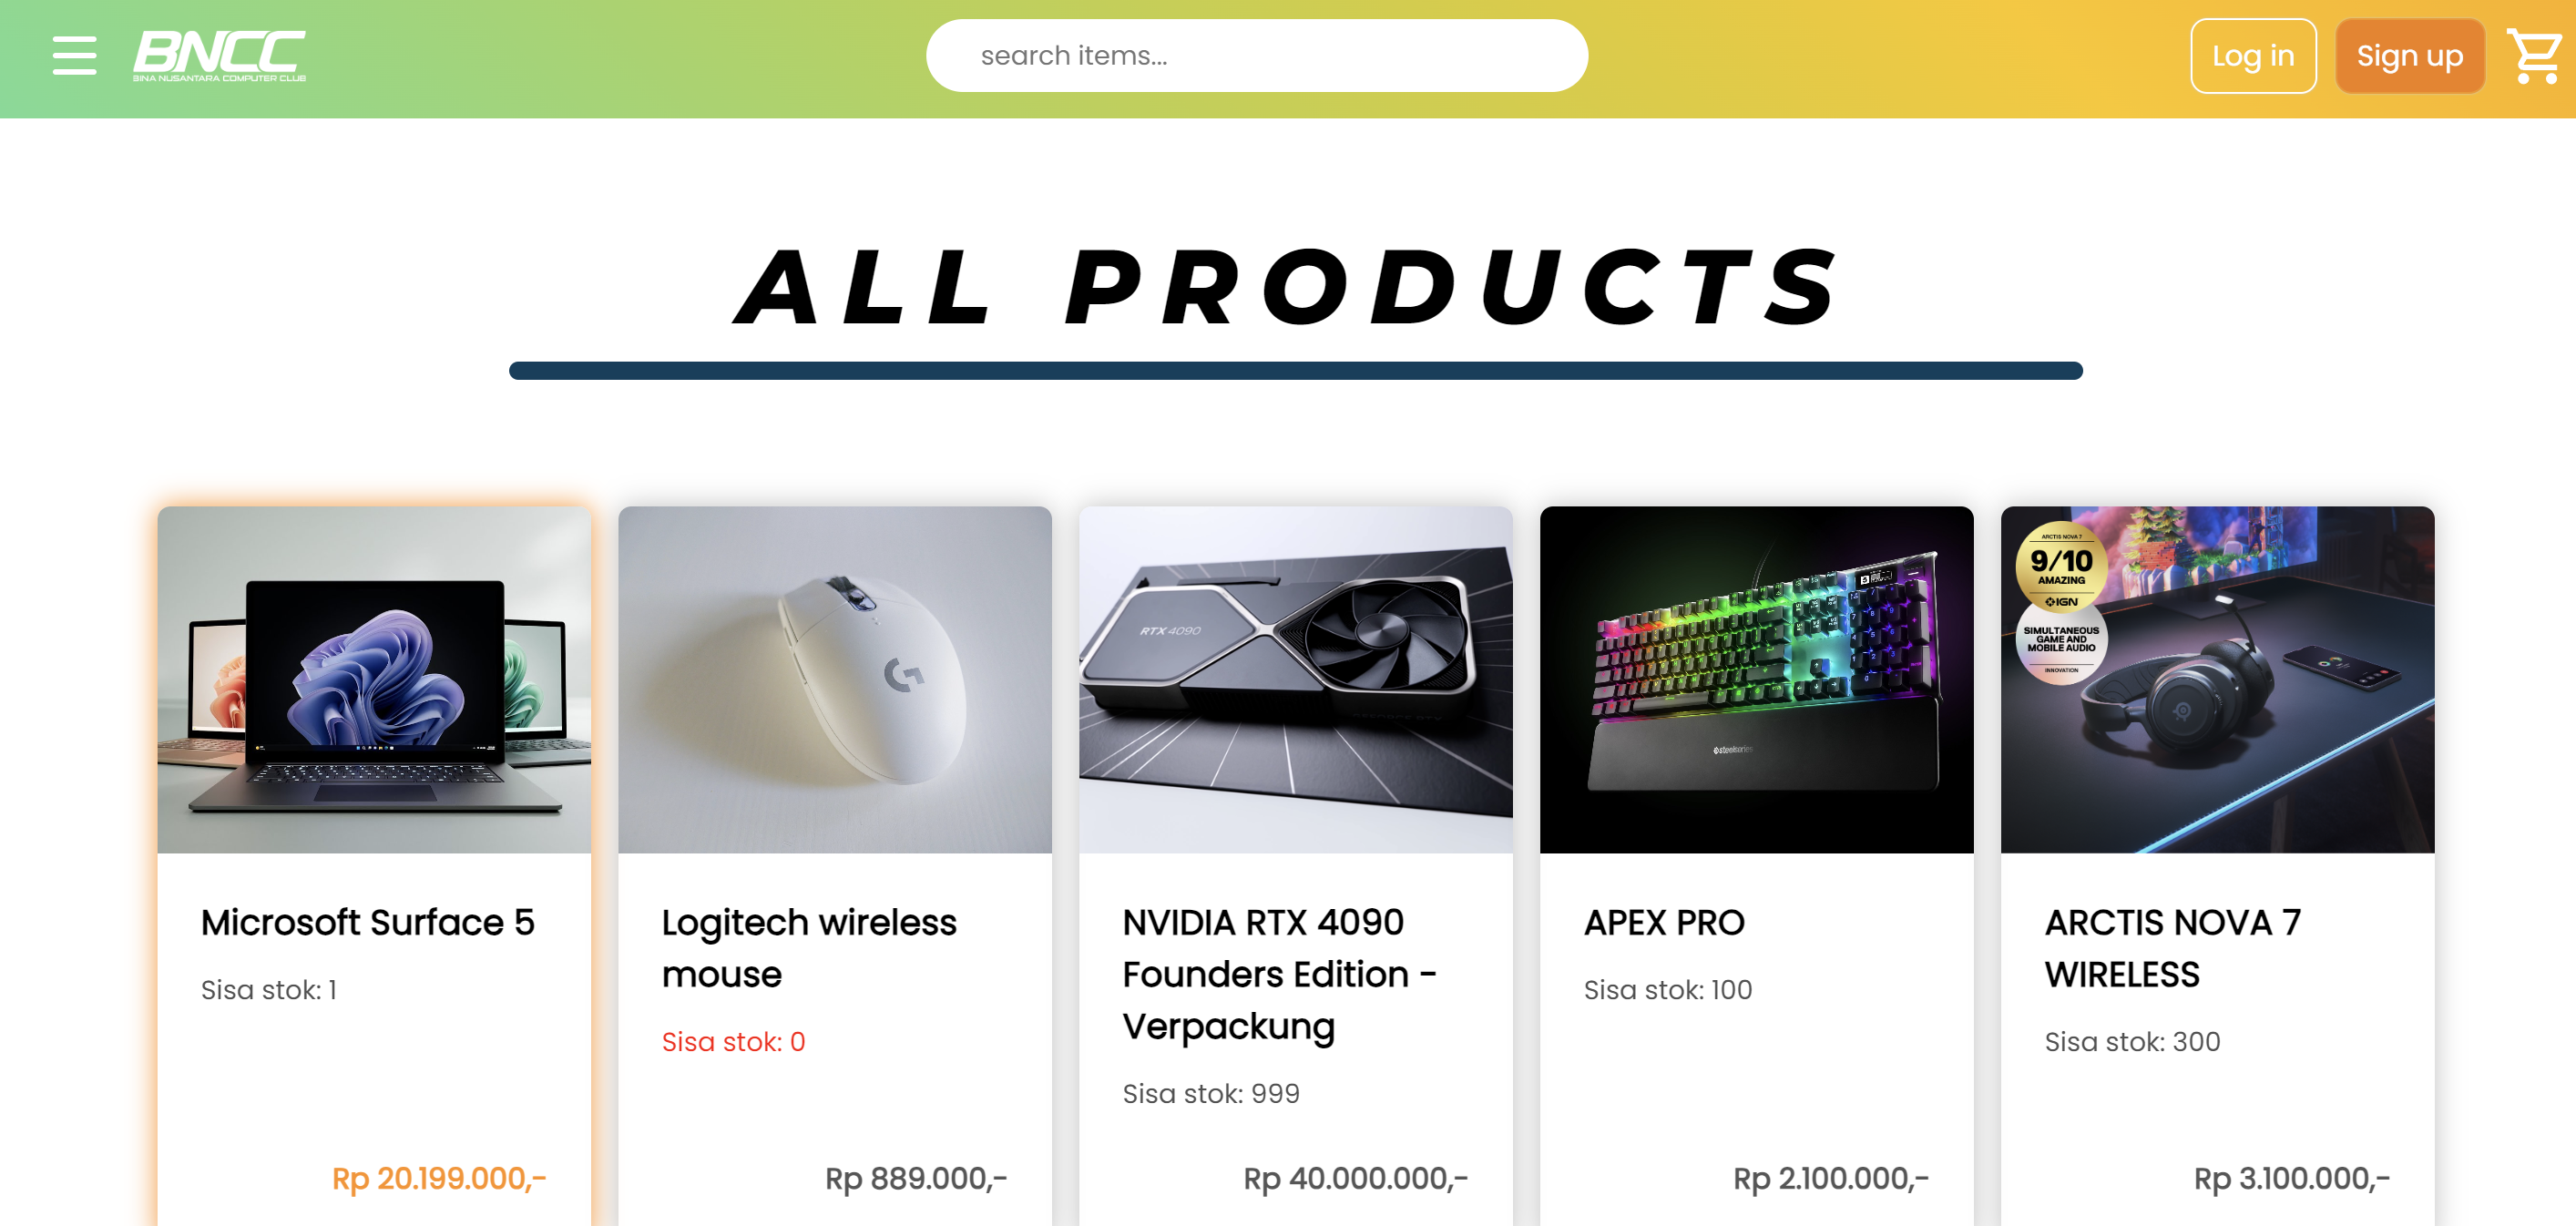 BNCC
BINA NUSANTARA COMPUTER CLUB
search items...
Log in
Sign up
ALL PRODUCTS
RTX 4090
steelseries
ARCTIS NOVA 7
9/10
AMAZING
IGN
SIMULTANEOUS
GAME AND
MOBILE AUDIO
INNOVATION
Microsoft Surface 5
Sisa stok: 1
Rp 20.199.000,-
Logitech wireless
mouse
Sisa stok: 0
Rp 889.000,-
NVIDIA RTX 4090
Founders Edition -
Verpackung
Sisa stok: 999
Rp 40.000.000,-
APEX PRO
Sisa stok: 100
Rp 2.100.000,-
ARCTIS NOVA 7
WIRELESS
Sisa stok: 300
Rp 3.100.000,-